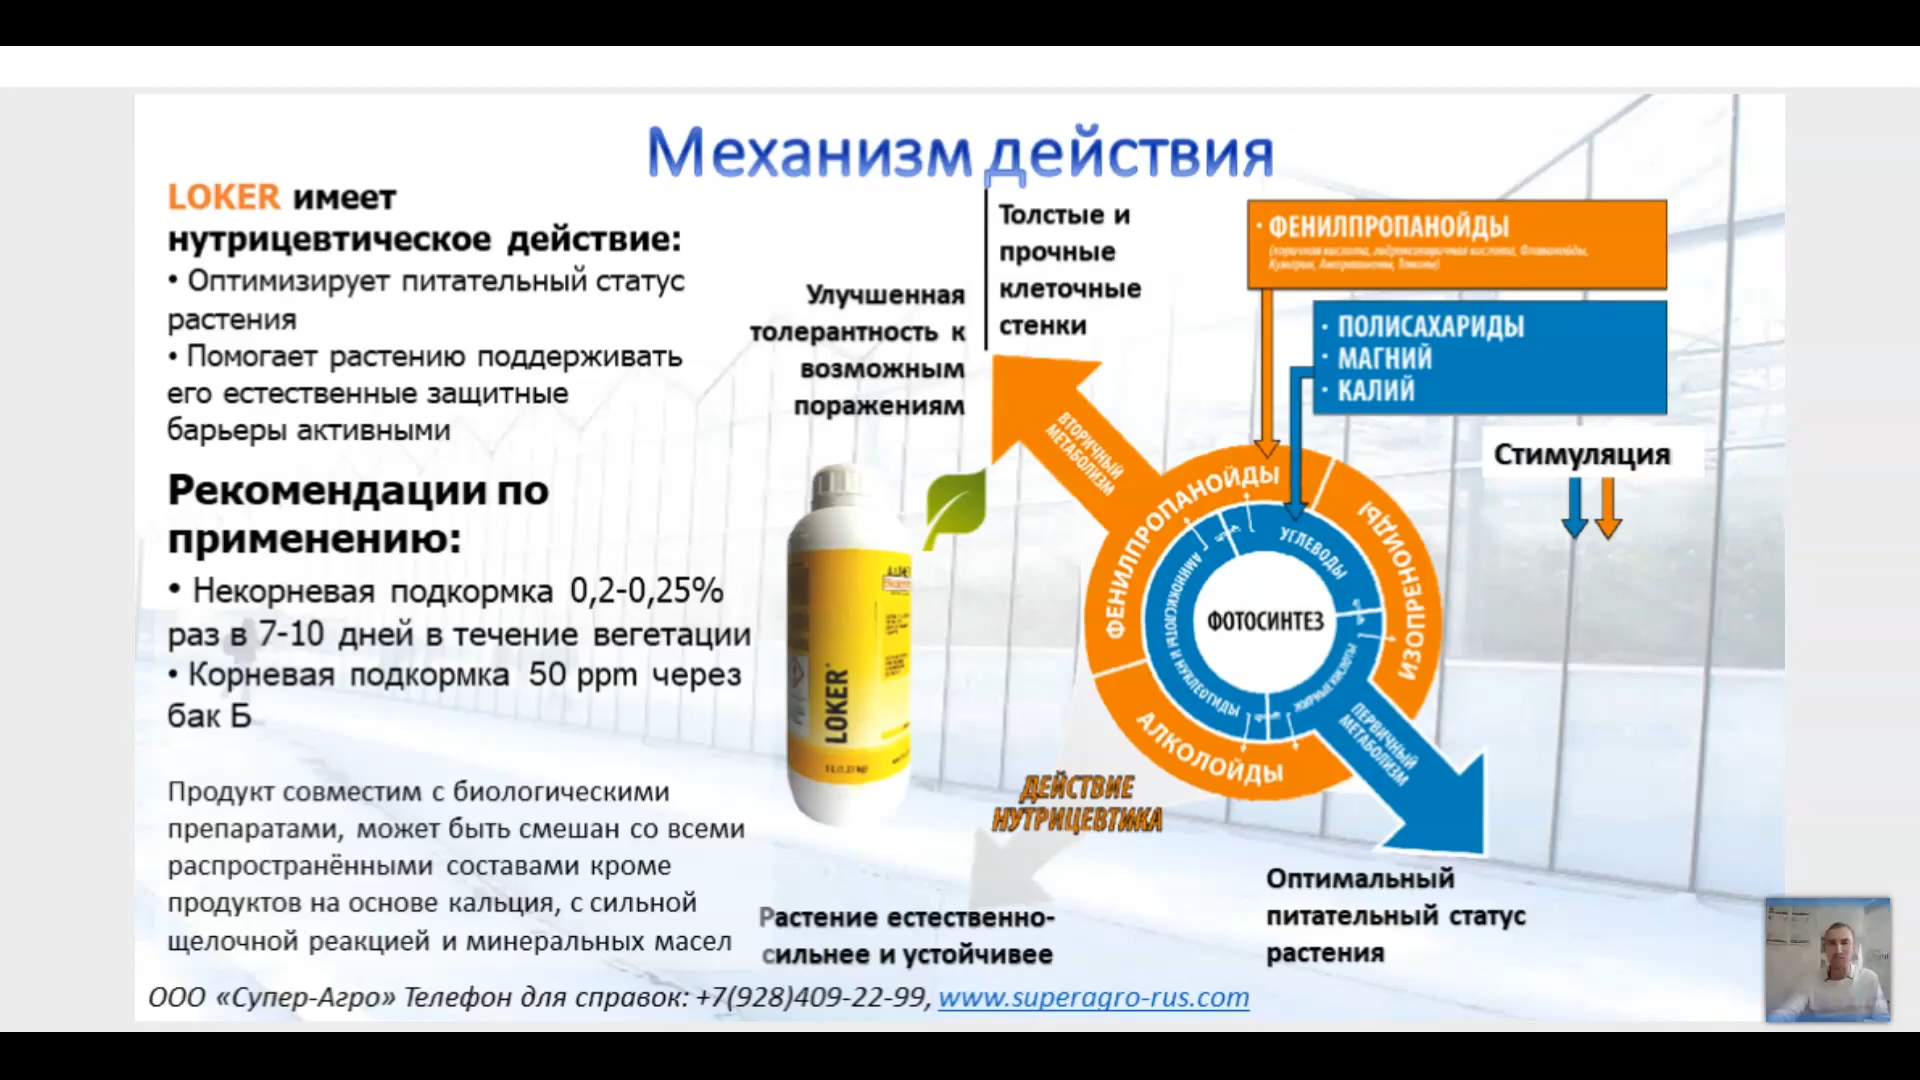 Механизм действия
LOKER имеет
нутрицевтическое действие:
• Оптимизирует питательный статус
растения
• Помогает растению поддерживать
его естественные защитные
барьеры активными
Рекомендации по
применению:
• Некорневая подкормка 0,2-0,25%
раз в 7-10 дней в течение вегетации
• Корневая подкормка 50 ppm через
бак Б
Продукт совместим с биологическими
препаратами, может быть смешан со всеми
распространёнными составами кроме
продуктов на основе кальция, с сильной
щелочной реакцией и минеральных масел
Толстые и
прочные
клеточные
стенки
Улучшенная
толерантность к
возможным
поражениям
· ФЕНИЛПРОПАНОЙДЫ
· ПОЛИСАХАРИДЫ
· МАГНИЙ
· КАЛИЙ
Стимуляция
ВТОРИЧНЫЙ
МЕТАБОЛИЗМ
ФЕНИЛПРОПАНОЙДЫ
ИЗОПРЕНОИДЫ
АЛКОЛОЙДЫ
УГЛЕВОДЫ
АМИНОКИСЛОТЫ И НУКЛЕОТИДЫ
ЖИРНЫЕ КИСЛОТЫ
ФОТОСИНТЕЗ
ПЕРВИЧНЫЙ
МЕТАБОЛИЗМ
LOKER
ДЕЙСТВИЕ
НУТРИЦЕВТИКА
Растение естественно-
сильнее и устойчивее
Оптимальный
питательный статус
растения
ООО «Супер-Агро» Телефон для справок: +7(928)409-22-99, www.superagro-rus.com